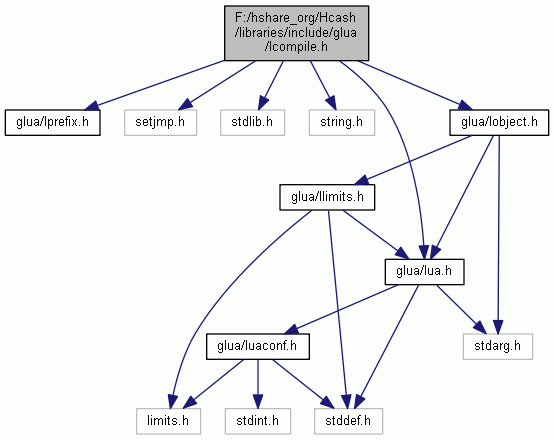 F:/hshare_org/Hcash
/libraries/include/glua
/lcompile.h
glua/lprefix.h
setjmp.h
stdlib.h
string.h
glua/lobject.h
glua/llimits.h
glua/lua.h
glua/luaconf.h
stdarg.h
limits.h
stdint.h
stddef.h